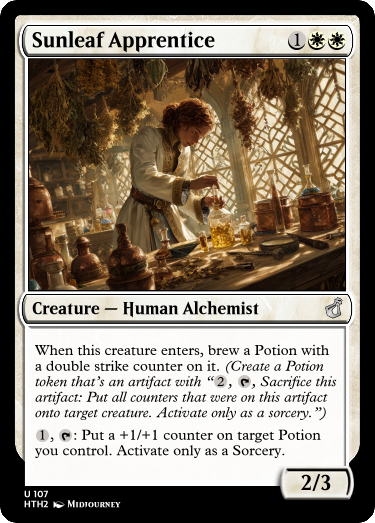 Sunleaf Apprentice 1
Creature — Human Alchemist
When this creature enters, brew a Potion with
a double strike counter on it. (Create a Potion
token that's an artifact with “2, , Sacrifice this
artifact: Put all counters that were on this artifact
onto target creature. Activate only as a sorcery.”)
1, : Put a +1/+1 counter on target Potion
you control. Activate only as a Sorcery.
2/3
U 107
HTH2 Midjourney